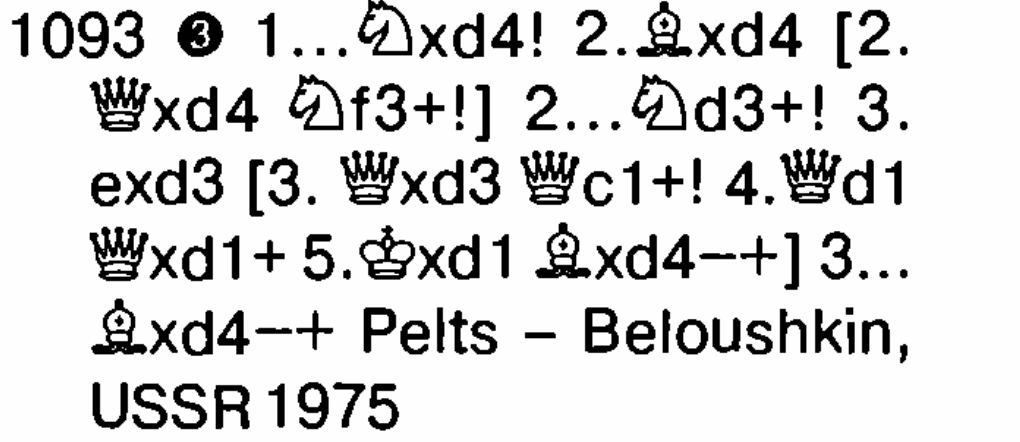 1093 ❸ 1...♘xd4! 2.♗xd4 [2.
♕xd4 ♘f3+!] 2...♘d3+! 3.
exd3 [3. ♕xd3 ♕c1+! 4.♕d1
♕xd1+ 5.♔xd1 ♗xd4−+] 3...
♗xd4−+ Pelts – Beloushkin,
USSR 1975